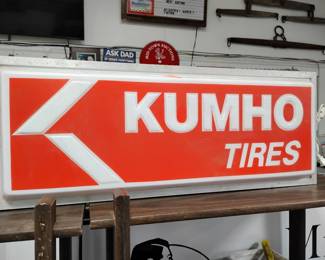 ASK DAD
KUMHO
TIRES
M